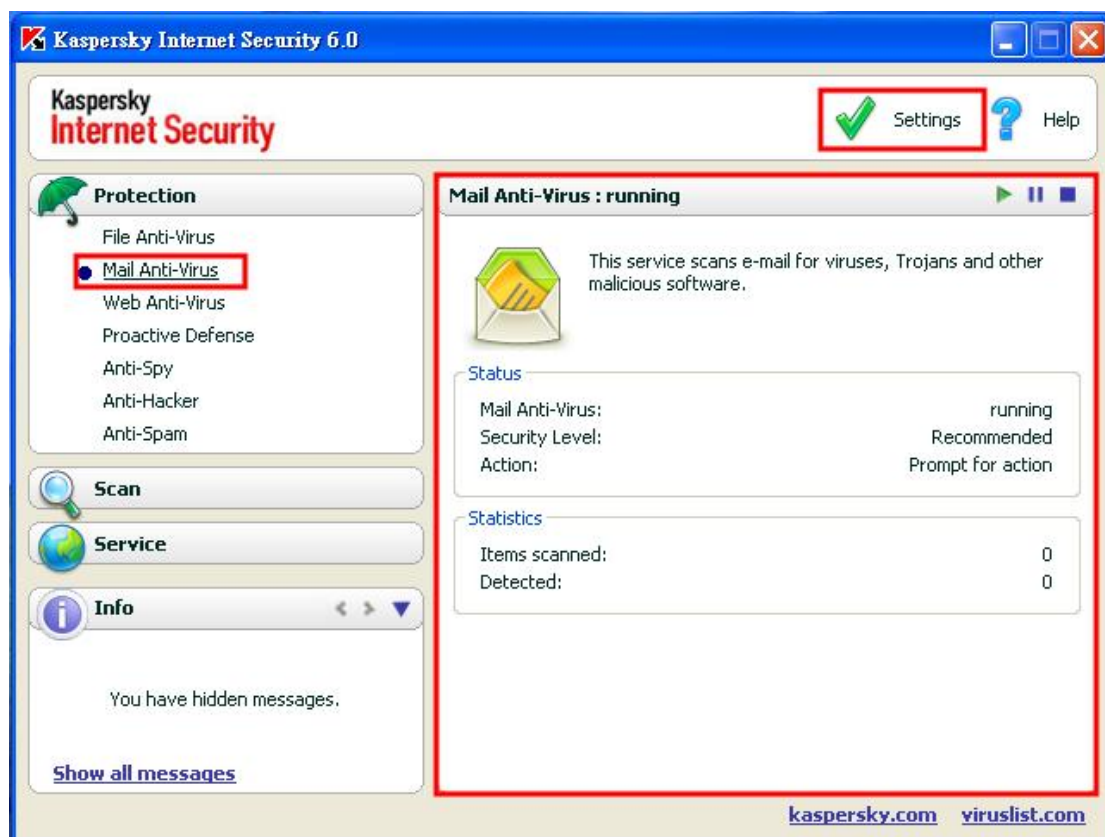 Kaspersky Internet Security 6.0
Kaspersky
Internet Security
Settings
Help
Protection
File Anti-Virus
Mail Anti-Virus
Web Anti-Virus
Proactive Defense
Anti-Spy
Anti-Hacker
Anti-Spam
Scan
Service
Info
You have hidden messages.
Show all messages
Mail Anti-Virus : running
This service scans e-mail for viruses, Trojans and other
malicious software.
Status
Mail Anti-Virus: running
Security Level: Recommended
Action: Prompt for action
Statistics
Items scanned: 0
Detected: 0
kaspersky.com viruslist.com